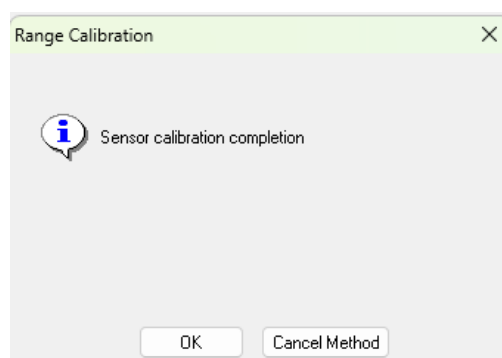 Range Calibration
Sensor calibration completion
OK
Cancel Method